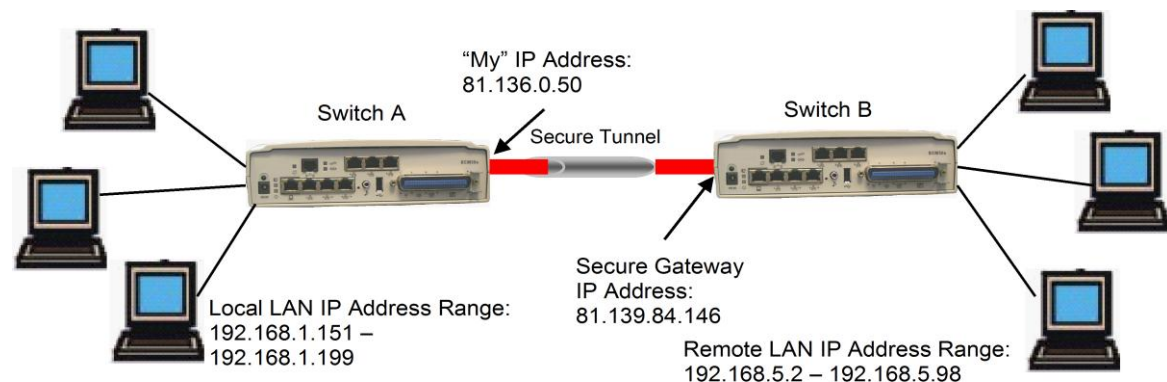 “My” IP Address:
81.136.0.50
Switch A
Secure Tunnel
Switch B
Secure Gateway
IP Address:
81.139.84.146
Local LAN IP Address Range:
192.168.1.151 –
192.168.1.199
Remote LAN IP Address Range:
192.168.5.2 – 192.168.5.98